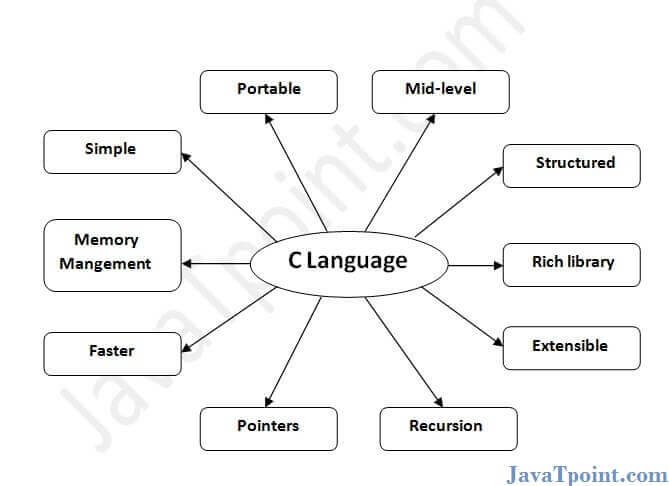 Portable
Mid-level
Simple
Structured
Memory
Mangement
C Language
Rich library
Faster
Extensible
Pointers
Recursion
JavaTpoint.com
JavaTpoint.com